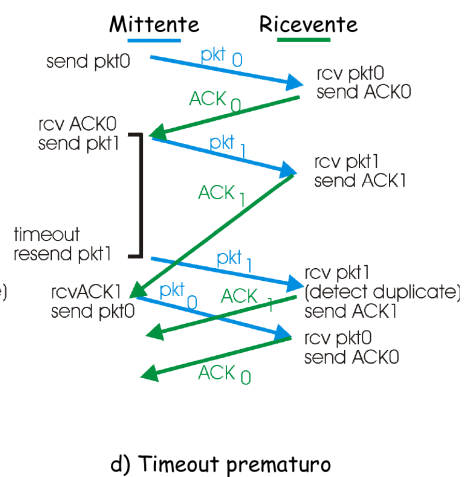 Mittente
Ricevente
send pkt0
pkt 0
rcv pkt0
send ACK0
ACK 0
rcv ACK0
send pkt1
pkt 1
rcv pkt1
send ACK1
ACK 1
timeout
resend pkt1
pkt 1
rcv pkt1
(detect duplicate)
send ACK1
e)
rcvACK1
send pkt0
pkt 0
ACK 1
rcv pkt0
send ACK0
ACK 0
d) Timeout prematuro